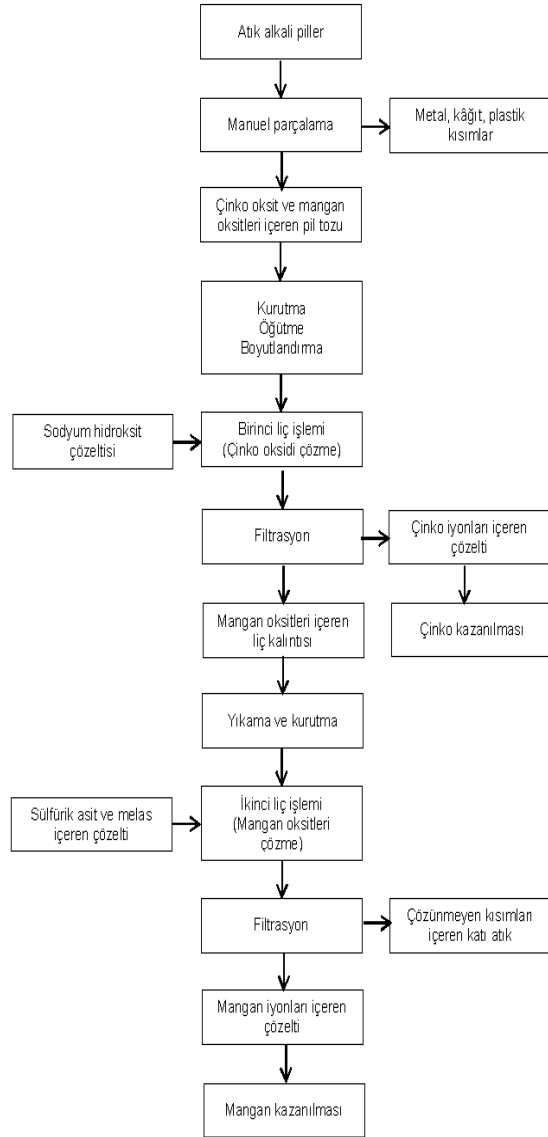 Atık alkali piller
Manuel parçalama
Metal, kâğıt, plastik
kısımlar
Çinko oksit ve mangan
oksitleri içeren pil tozu
Kurutma
Öğütme
Boyutlandırma
Sodyum hidroksit
çözeltisi
Birinci liç işlemi
(Çinko oksidi çözme)
Filtrasyon
Çinko iyonları içeren
çözelti
Mangan oksitleri içeren
liç kalıntısı
Çinko kazanılması
Yıkama ve kurutma
Sülfürik asit ve melas
içeren çözelti
İkinci liç işlemi
(Mangan oksitleri
çözme)
Filtrasyon
Çözünmeyen kısımları
içeren katı atık
Mangan iyonları içeren
çözelti
Mangan kazanılması